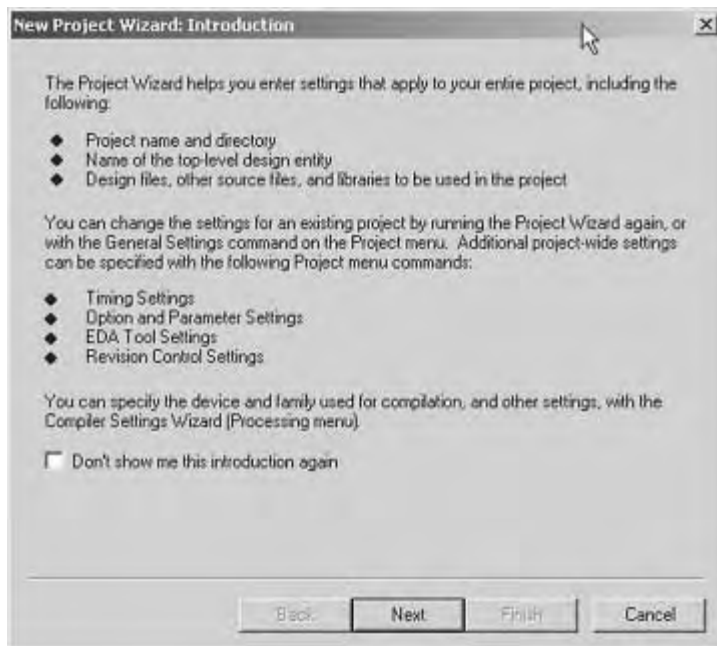 New Project Wizard: Introduction
The Project Wizard helps you enter settings that apply to your entire project, including the
following:
◆ Project name and directory
◆ Name of the top-level design entity
◆ Design files, other source files, and libraries to be used in the project
You can change the settings for an existing project by running the Project Wizard again, or
with the General Settings command on the Project menu. Additional project-wide settings
can be specified with the following Project menu commands:
◆ Timing Settings
◆ Option and Parameter Settings
◆ EDA Tool Settings
◆ Revision Control Settings
You can specify the device and family used for compilation, and other settings, with the
Compiler Settings Wizard (Processing menu)
Don't show me this introduction again
Back Next Finish Cancel